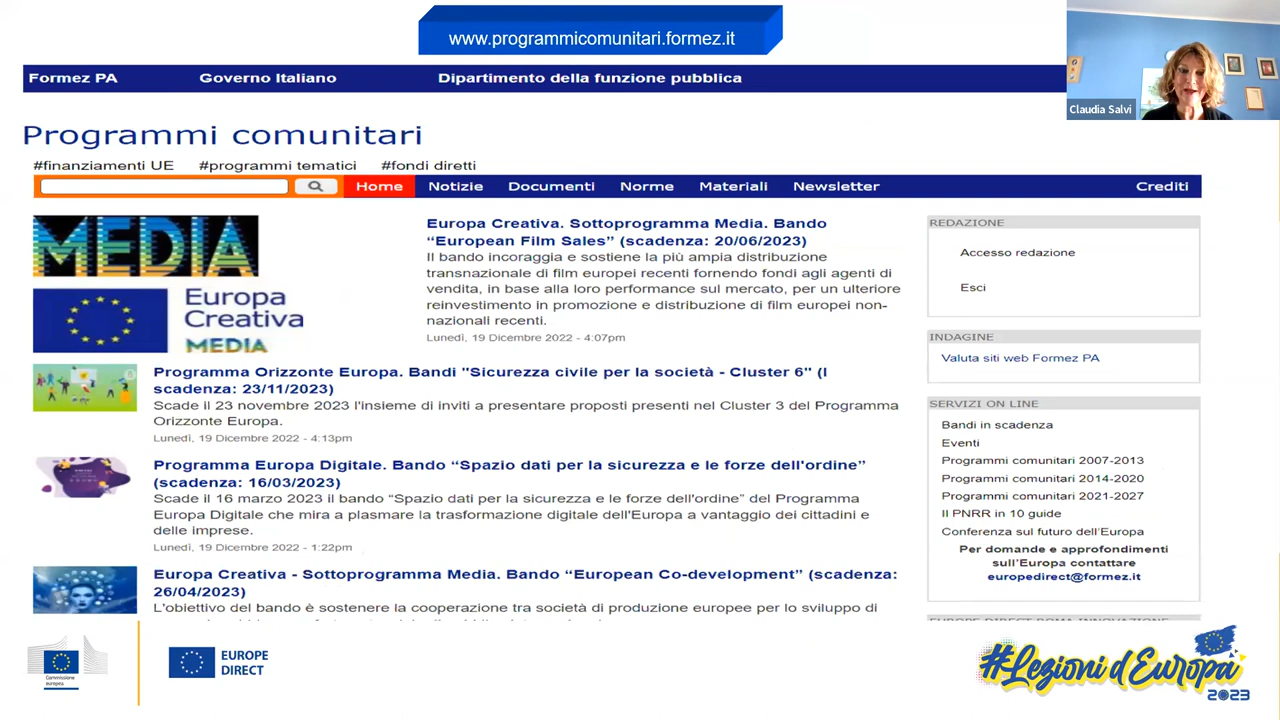 www.programmicomunitari.formez.it
Formez PA Governo Italiano Dipartimento della funzione pubblica
Claudia Salvi
Programmi comunitari
#finanziamenti UE #programmi tematici #fondi diretti
Home Notizie Documenti Norme Materiali Newsletter Crediti
MEDIA
Europa
Creativa
MEDIA
Europa Creativa. Sottoprogramma Media. Bando
“European Film Sales” (scadenza: 20/06/2023)
Il bando incoraggia e sostiene la più ampia distribuzione
transnazionale di film europei recenti fornendo fondi agli agenti di
vendita, in base alla loro performance sul mercato, per un ulteriore
reinvestimento in promozione e distribuzione di film europei non-
nazionali recenti.
Lunedì, 19 Dicembre 2022 - 4:07pm
Programma Orizzonte Europa. Bandi "Sicurezza civile per la società - Cluster 6" (I
scadenza: 23/11/2023)
Scade il 23 novembre 2023 l'insieme di inviti a presentare proposti presenti nel Cluster 3 del Programma
Orizzonte Europa.
Lunedì, 19 Dicembre 2022 - 4:13pm
Programma Europa Digitale. Bando “Spazio dati per la sicurezza e le forze dell'ordine”
(scadenza: 16/03/2023)
Scade il 16 marzo 2023 il bando “Spazio dati per la sicurezza e le forze dell'ordine” del Programma
Europa Digitale che mira a plasmare la trasformazione digitale dell'Europa a vantaggio dei cittadini e
delle imprese.
Lunedì, 19 Dicembre 2022 - 1:22pm
Europa Creativa - Sottoprogramma Media. Bando “European Co-development” (scadenza:
26/04/2023)
L'obiettivo del bando è sostenere la cooperazione tra società di produzione europee per lo sviluppo di
REDAZIONE
Accesso redazione
Esci
INDAGINE
Valuta siti web Formez PA
SERVIZI ON LINE
Bandi in scadenza
Eventi
Programmi comunitari 2007-2013
Programmi comunitari 2014-2020
Programmi comunitari 2021-2027
Il PNRR in 10 guide
Conferenza sul futuro dell'Europa
Per domande e approfondimenti
sull'Europa contattare
europedirect@formez.it
Commissione
europea
EUROPE
DIRECT
#Lezioni d'Europa
2023